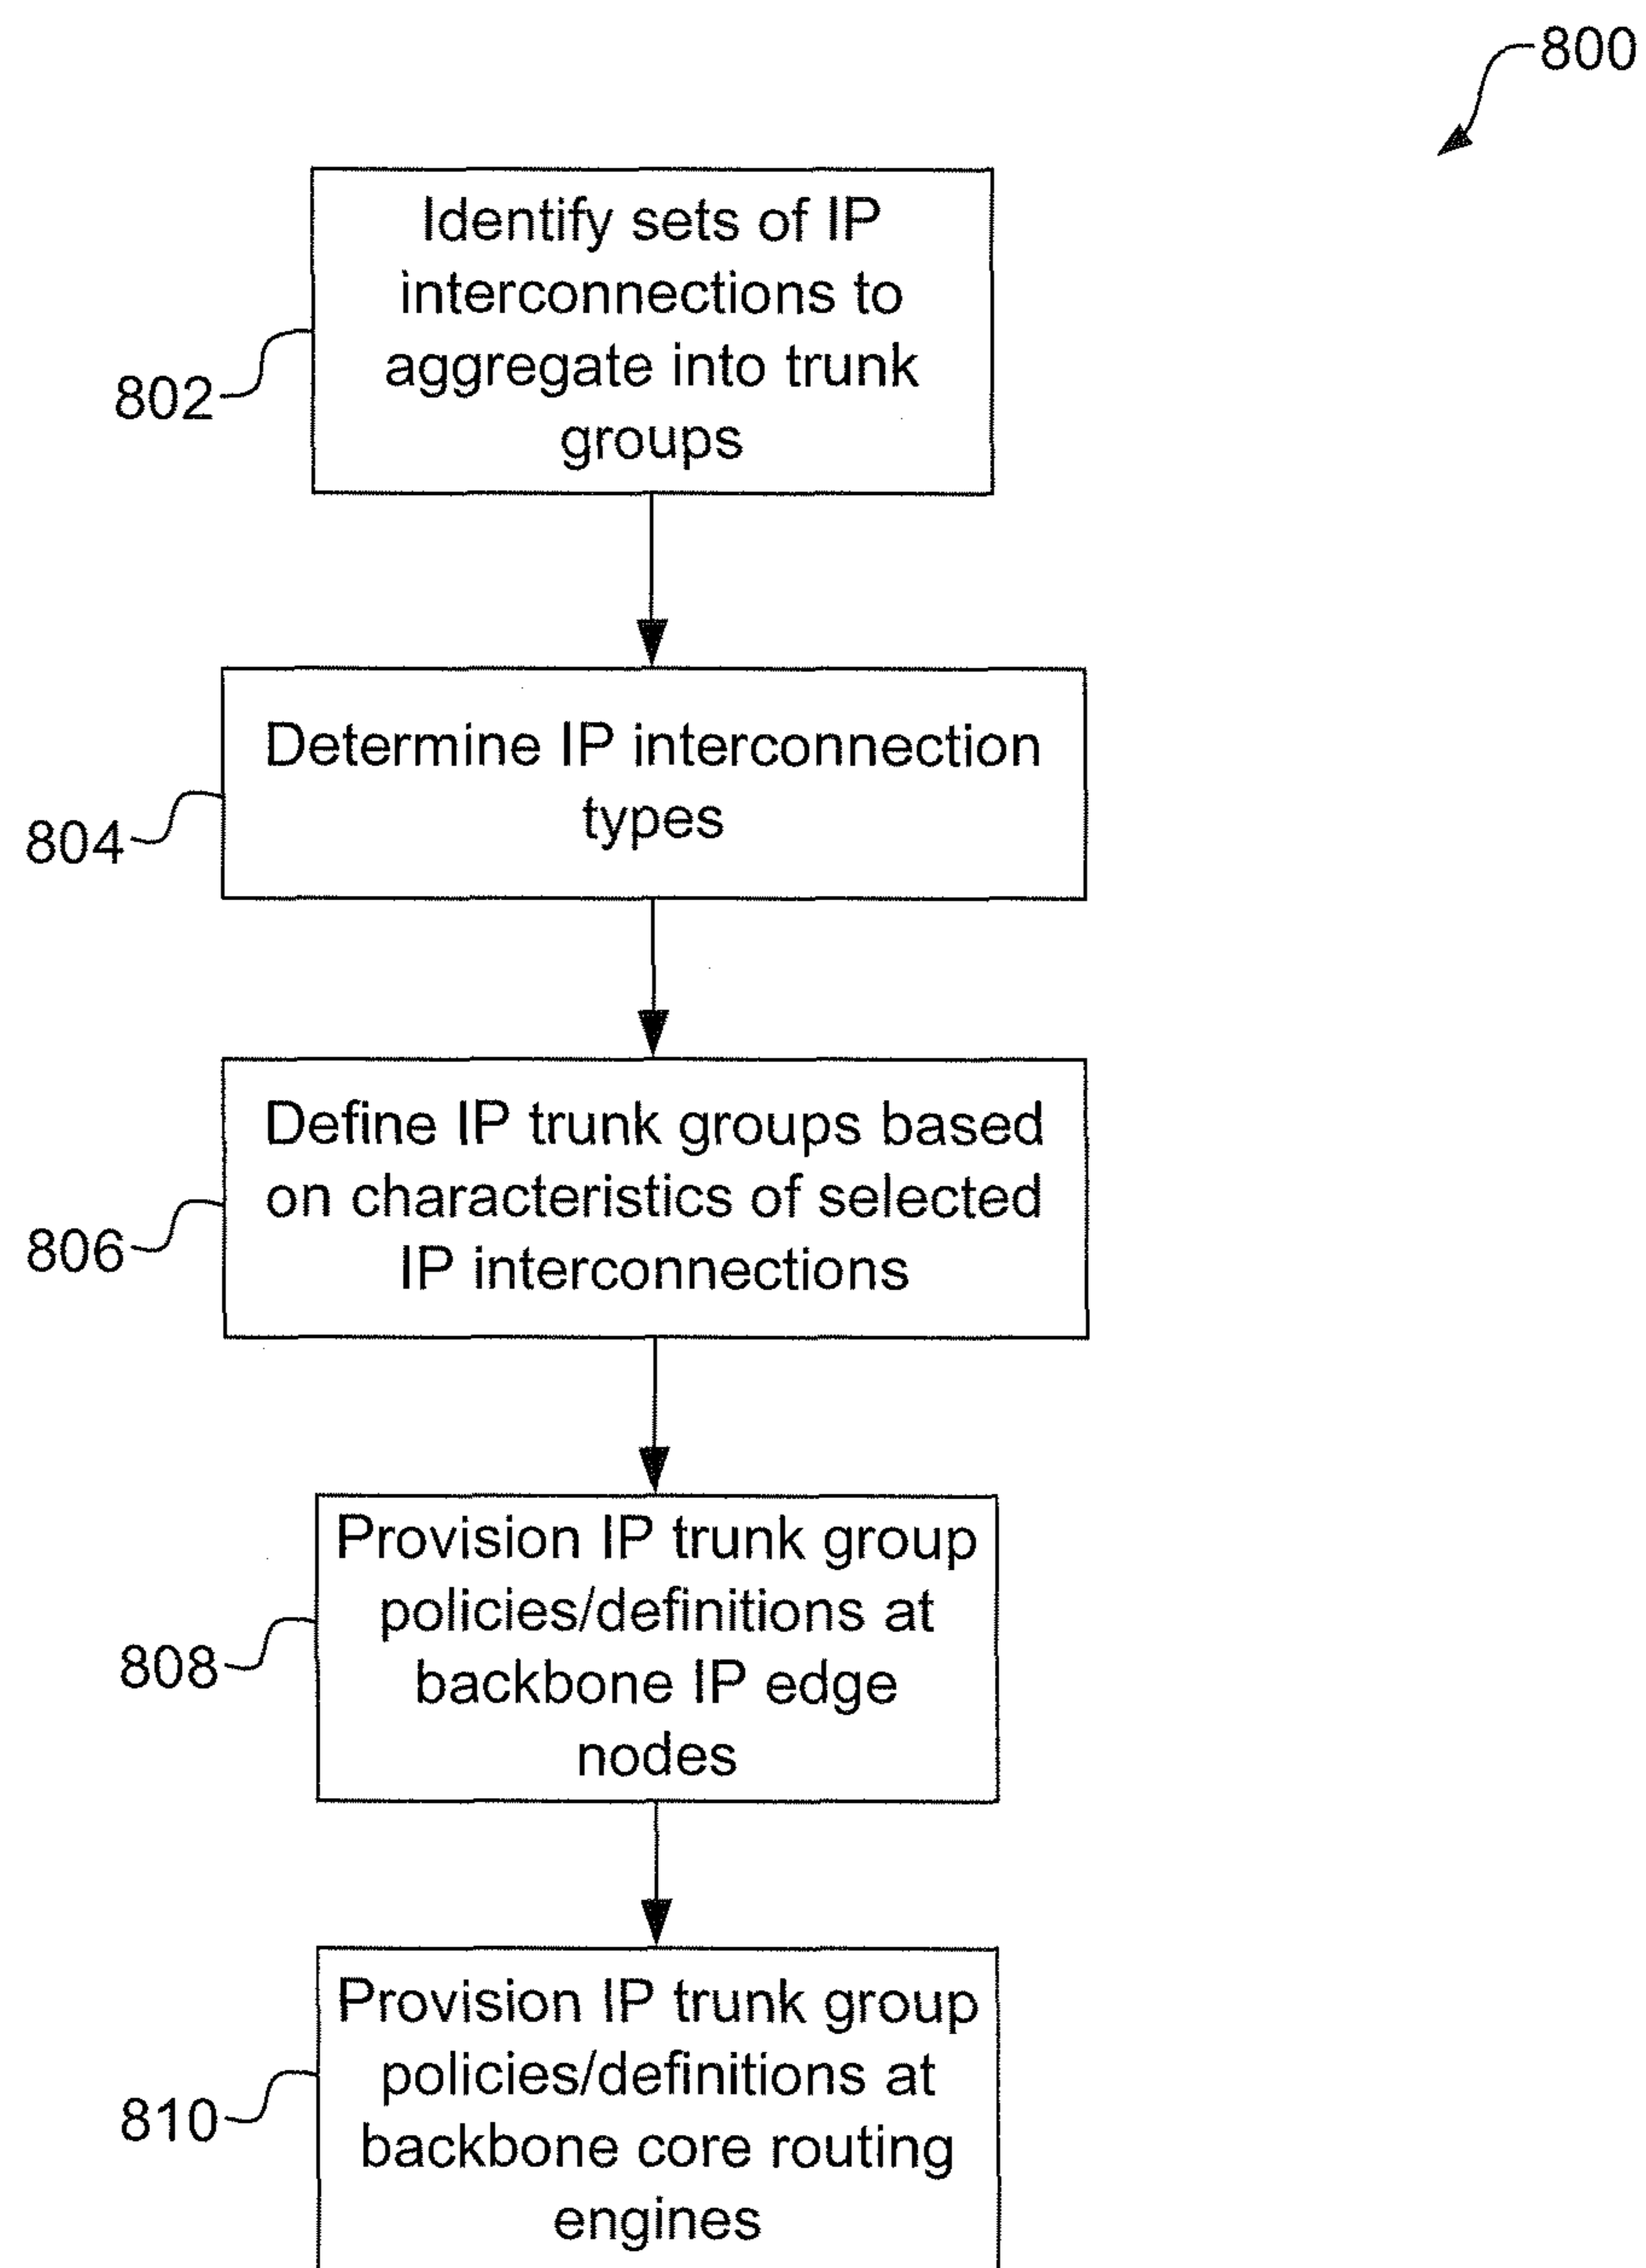 800
Identify sets of IP
interconnections to
aggregate into trunk
groups
802
Determine IP interconnection
types
804
Define IP trunk groups based
on characteristics of selected
IP interconnections
806
Provision IP trunk group
policies/definitions at
backbone IP edge
nodes
808
Provision IP trunk group
policies/definitions at
backbone core routing
engines
810